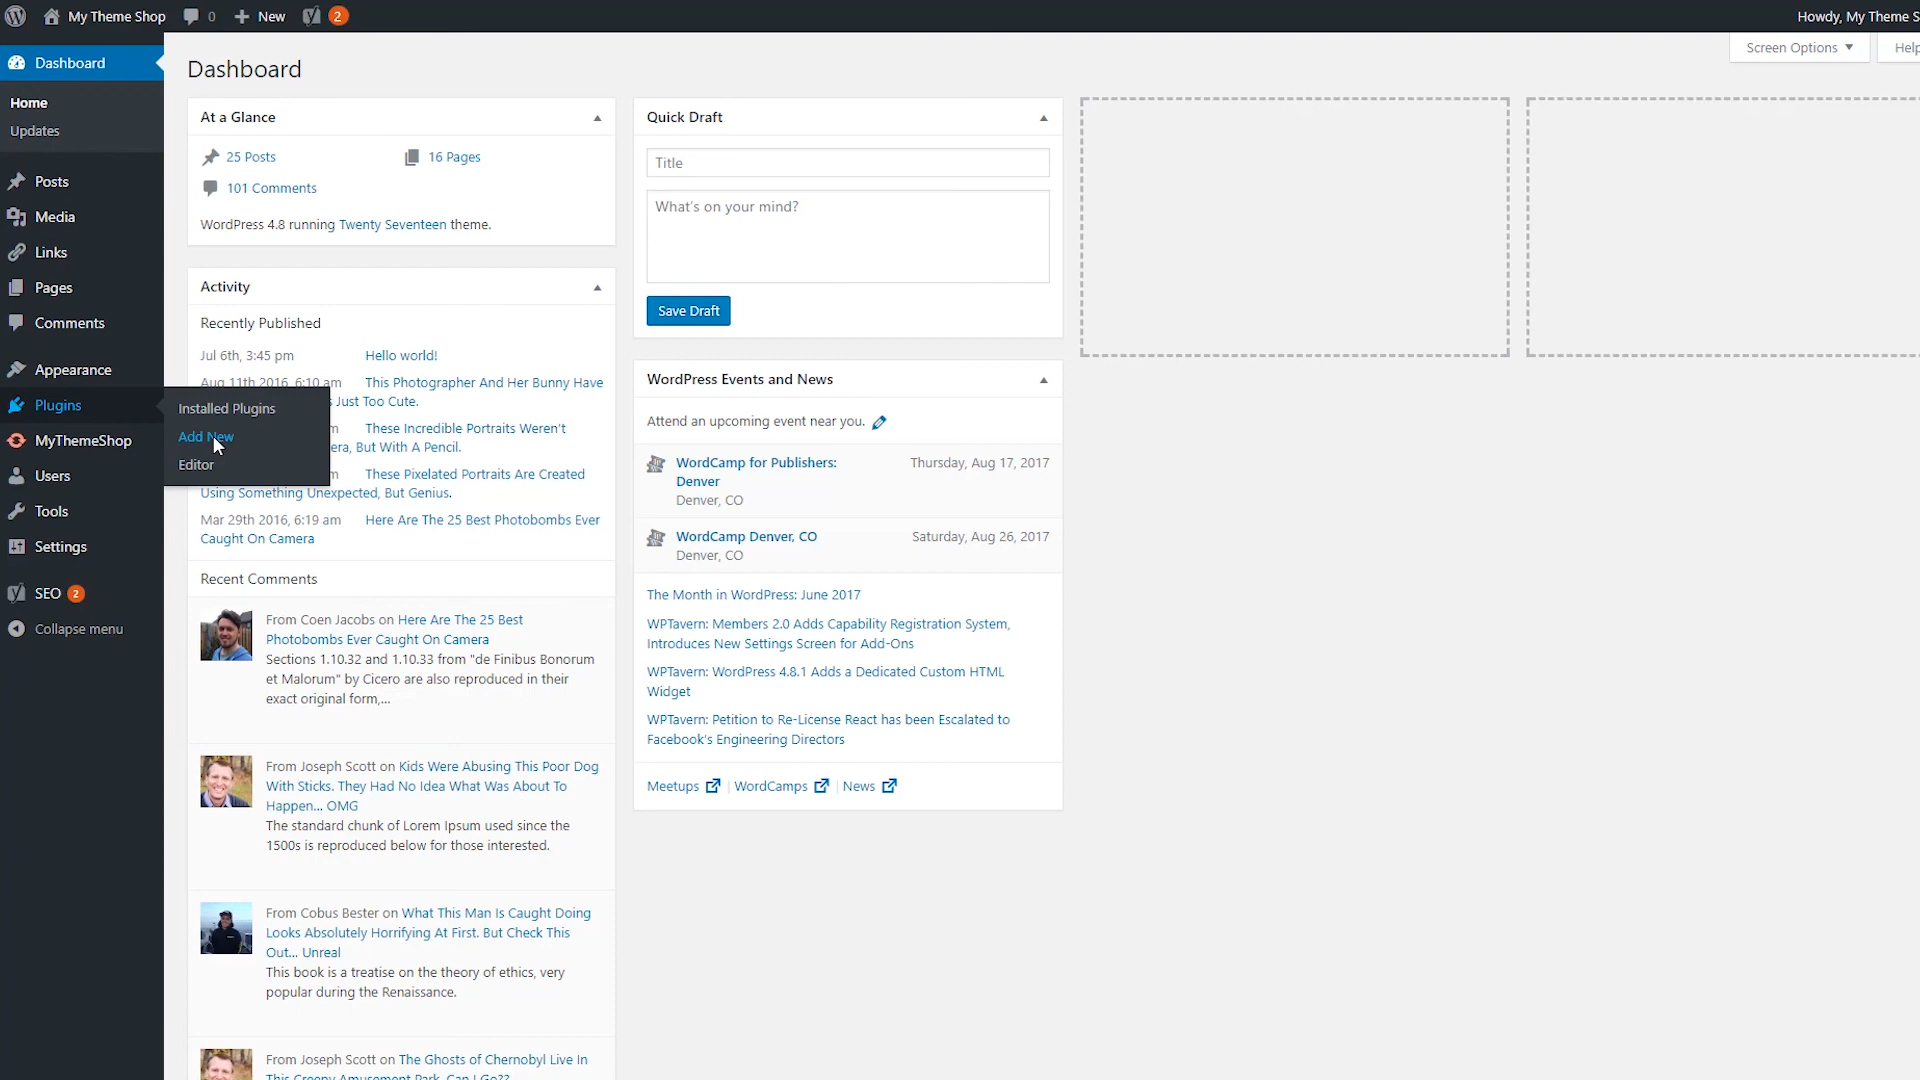 My Theme Shop 0 New 2
Howdy, My Theme S
Screen Options
Help
Dashboard
Home
Updates
Posts
Media
Links
Pages
Comments
Appearance
Plugins
Installed Plugins
Add New
Editor
MyThemeShop
Users
Tools
Settings
SEO 2
Collapse menu
Dashboard
At a Glance
25 Posts
16 Pages
101 Comments
WordPress 4.8 running Twenty Seventeen theme.
Activity
Recently Published
Jul 6th, 3:45 pm Hello world!
Aug 11th 2016, 6:10 am This Photographer And Her Bunny Have
Just Too Cute.
These Incredible Portraits Weren't
era, But With A Pencil.
These Pixelated Portraits Are Created
Using Something Unexpected, But Genius.
Mar 29th 2016, 6:19 am Here Are The 25 Best Photobombs Ever
Caught On Camera
Recent Comments
From Coen Jacobs on Here Are The 25 Best
Photobombs Ever Caught On Camera
Sections 1.10.32 and 1.10.33 from "de Finibus Bonorum
et Malorum" by Cicero are also reproduced in their
exact original form,...
From Joseph Scott on Kids Were Abusing This Poor Dog
With Sticks. They Had No Idea What Was About To
Happen... OMG
The standard chunk of Lorem Ipsum used since the
1500s is reproduced below for those interested.
From Cobus Bester on What This Man Is Caught Doing
Looks Absolutely Horrifying At First. But Check This
Out... Unreal
This book is a treatise on the theory of ethics, very
popular during the Renaissance.
From Joseph Scott on The Ghosts of Chernobyl Live In
This Creepy Amusement Park. Can I Go??
Quick Draft
Title
What's on your mind?
Save Draft
WordPress Events and News
Attend an upcoming event near you.
WordCamp for Publishers:
Denver
Denver, CO
Thursday, Aug 17, 2017
WordCamp Denver, CO
Denver, CO
Saturday, Aug 26, 2017
The Month in WordPress: June 2017
WPTavern: Members 2.0 Adds Capability Registration System,
Introduces New Settings Screen for Add-Ons
WPTavern: WordPress 4.8.1 Adds a Dedicated Custom HTML
Widget
WPTavern: Petition to Re-License React has been Escalated to
Facebook's Engineering Directors
Meetups | WordCamps | News